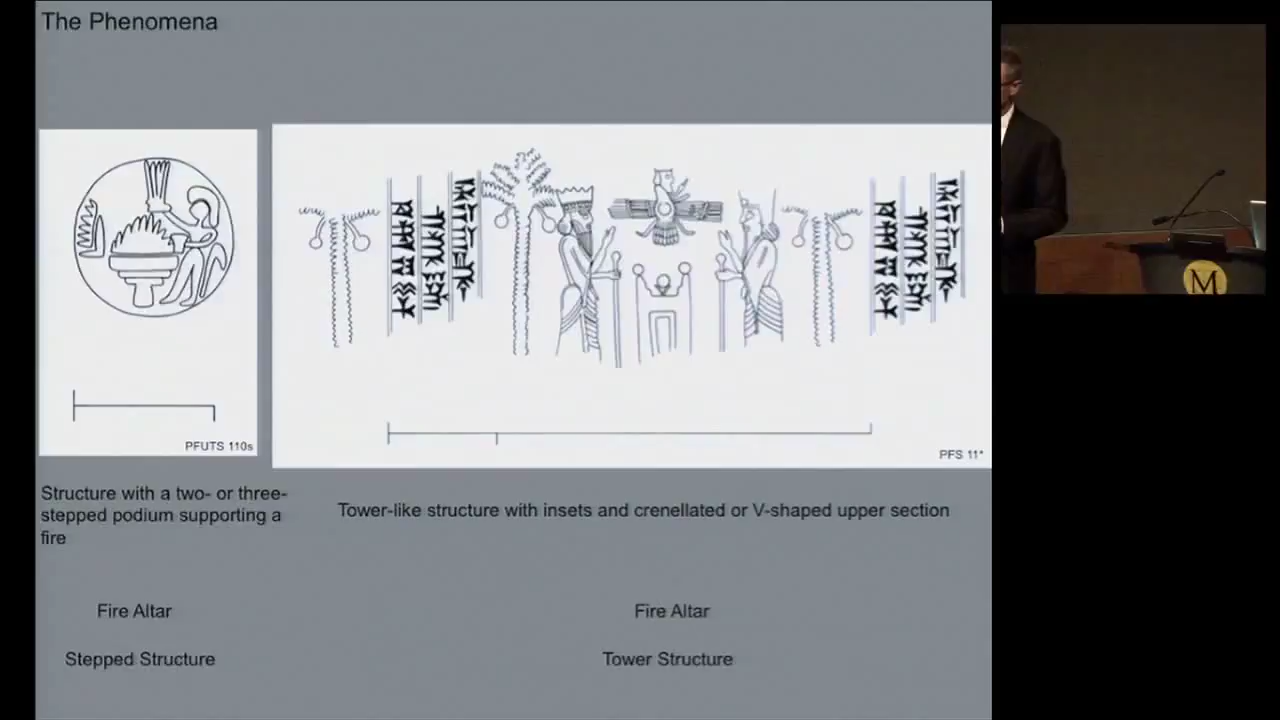 The Phenomena
PFUTS 110s
PFS 11*
Structure with a two- or three-
stepped podium supporting a
fire
Tower-like structure with insets and crenellated or V-shaped upper section
Fire Altar
Fire Altar
Stepped Structure
Tower Structure
M